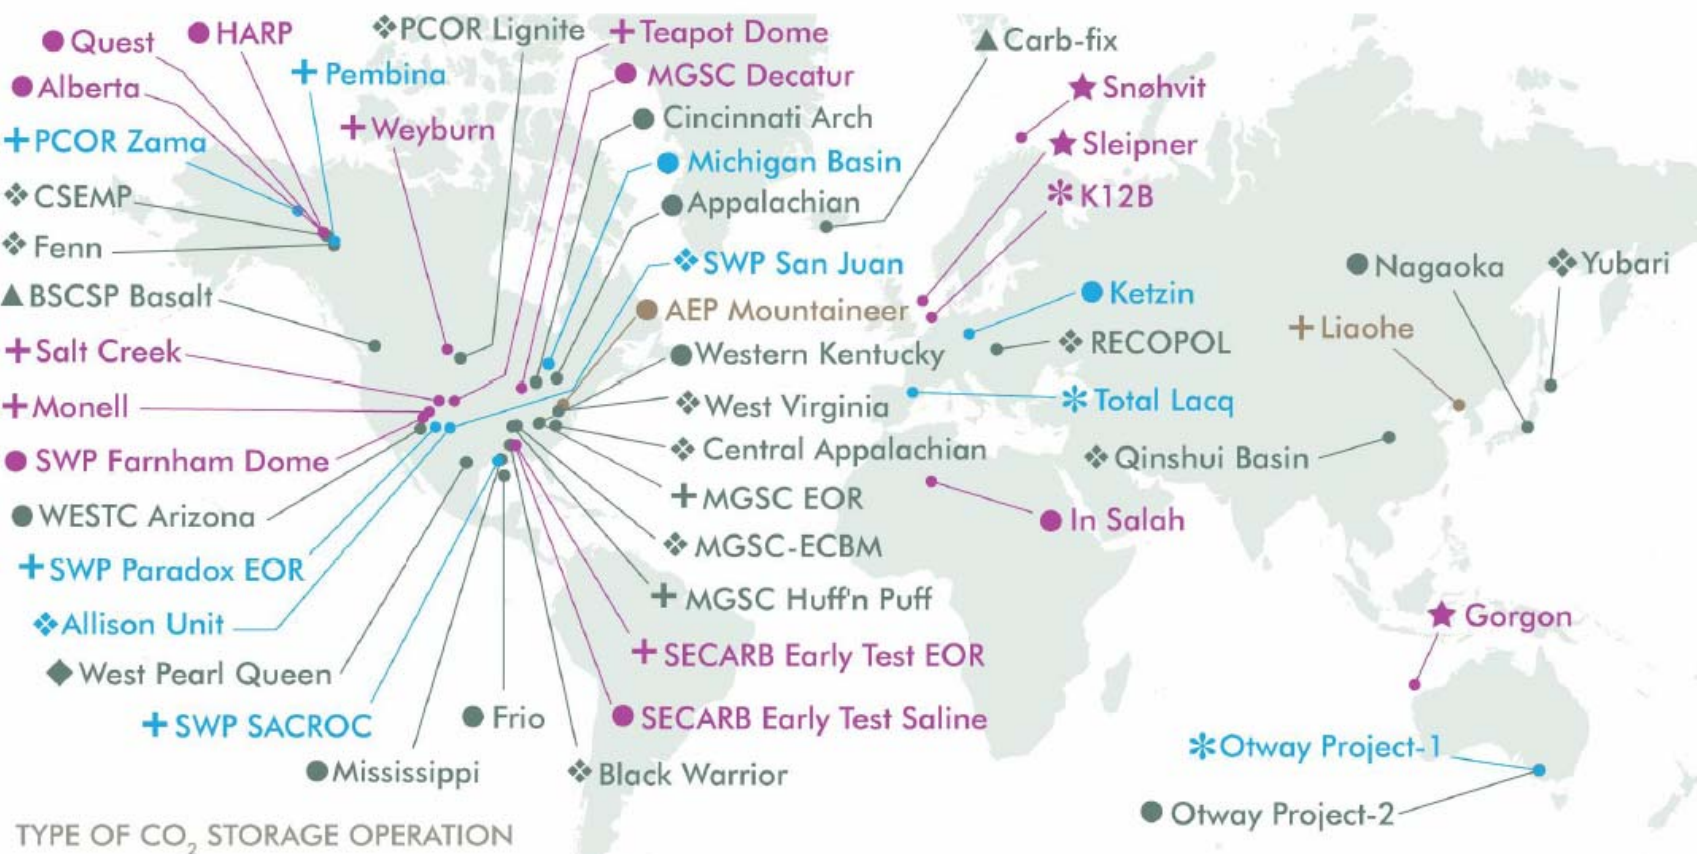 Quest
HARP
PCOR Lignite
Teapot Dome
Carb-fix
Alberta
Pembina
MGSC Decatur
Snøhvit
PCOR Zama
Weyburn
Cincinnati Arch
Sleipner
Michigan Basin
K12B
CSEMP
Appalachian
Fenn
SWP San Juan
Nagaoka
Yubari
BSCSP Basalt
AEP Mountaineer
Ketzin
Liaohe
Salt Creek
Western Kentucky
RECOPOL
Monell
West Virginia
Total Lacq
SWP Farnham Dome
Central Appalachian
Qinshui Basin
WESTC Arizona
MGSC EOR
In Salah
SWP Paradox EOR
MGSC-ECBM
Allison Unit
MGSC Huff'n Puff
Gorgon
West Pearl Queen
SECARB Early Test EOR
SWP SACROC
Frio
SECARB Early Test Saline
Otway Project-1
Mississippi
Black Warrior
Otway Project-2
TYPE OF CO₂ STORAGE OPERATION